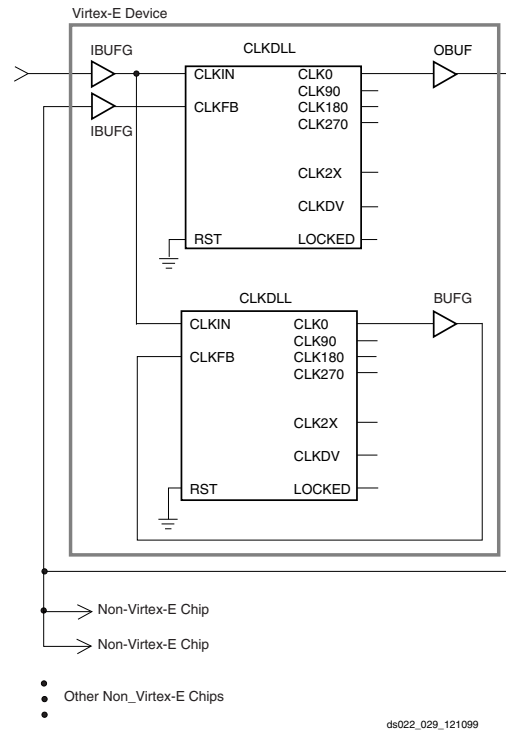 Virtex-E Device
IBUFG
CLKDLL
OBUF
CLKIN
CLK0
CLK90
CLKFB
CLK180
CLK270
IBUFG
CLK2X
CLKDV
RST
LOCKED
CLKDLL
BUFG
CLKIN
CLK0
CLK90
CLKFB
CLK180
CLK270
CLK2X
CLKDV
RST
LOCKED
Non-Virtex-E Chip
Non-Virtex-E Chip
Other Non_Virtex-E Chips
ds022_029_121099